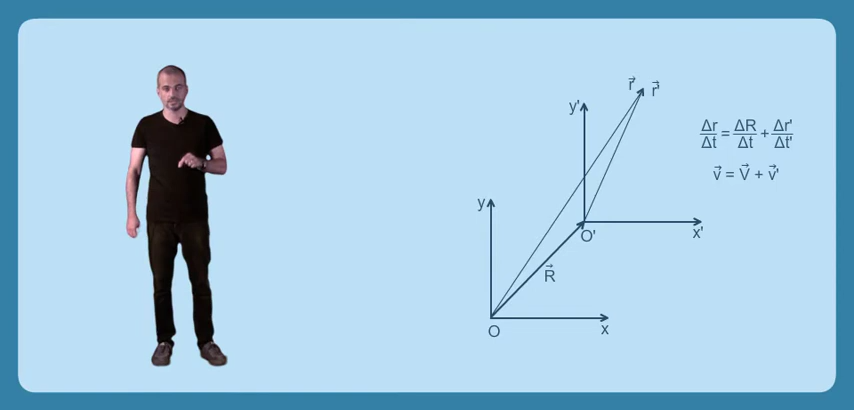 r⃗ r⃗'
y'
Δr/Δt = ΔR/Δt + Δr'/Δt'
v⃗ = V⃗ + v⃗'
y
O'
x'
R⃗
O
x